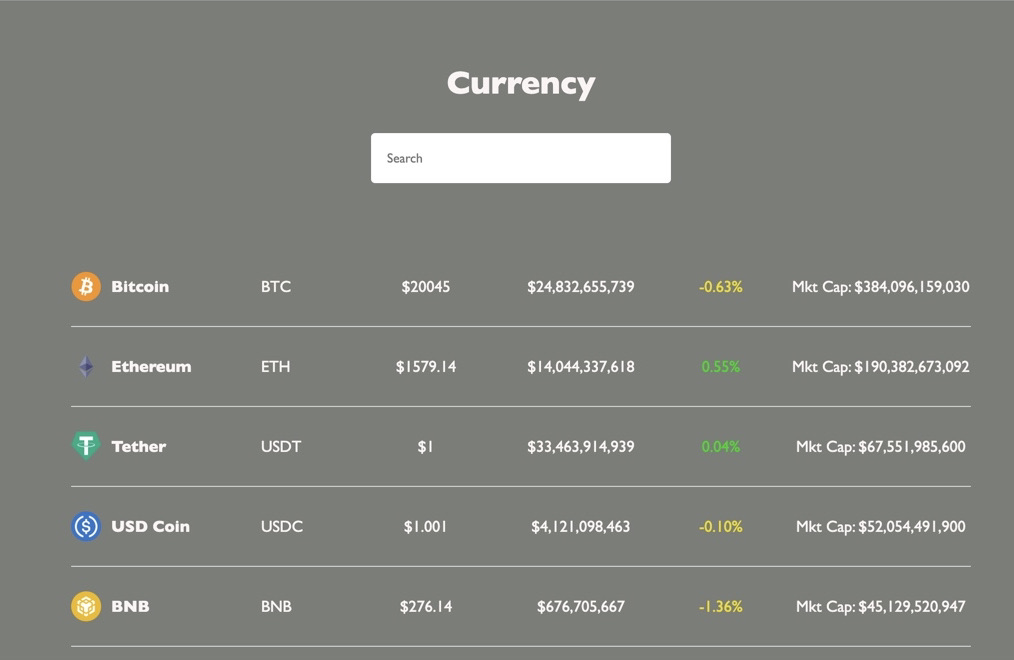 Currency
Search
Bitcoin BTC $20045 $24,832,655,739 -0.63% Mkt Cap: $384,096,159,030
Ethereum ETH $1579.14 $14,044,337,618 0.55% Mkt Cap: $190,382,673,092
Tether USDT $1 $33,463,914,939 0.04% Mkt Cap: $67,551,985,600
USD Coin USDC $1.001 $4,121,098,463 -0.10% Mkt Cap: $52,054,491,900
BNB BNB $276.14 $676,705,667 -1.36% Mkt Cap: $45,129,520,947